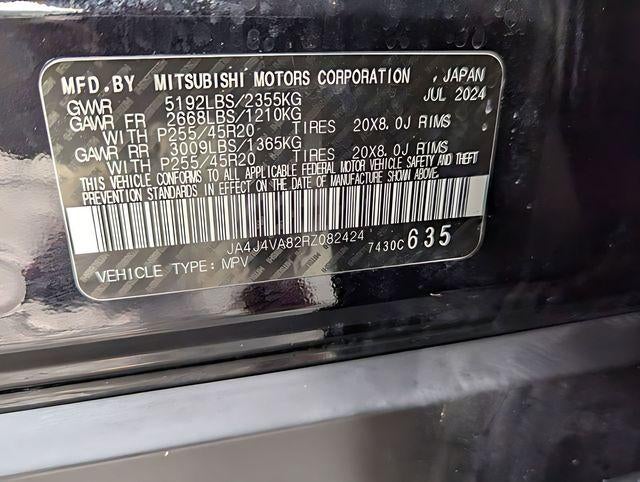 MFD.BY MITSUBISHI MOTORS CORPORATION , JAPAN
GVWR 5192LBS/2355KG JUL 2024
GAWR FR 2668LBS/1210KG
WITH P255/45R20 TIRES 20X8.0J RIMS
GAWR RR 3009LBS/1365KG
WITH P255/45R20 TIRES 20X8.0J RIMS
THIS VEHICLE CONFORMS TO ALL APPLICABLE FEDERAL MOTOR VEHICLE SAFETY AND THEFT
PREVENTION STANDARDS IN EFFECT ON THE DATE OF MANUFACTURE SHOWN ABOVE.
JA4J4VA82RZ082424
7430C 635
VEHICLE TYPE: MPV